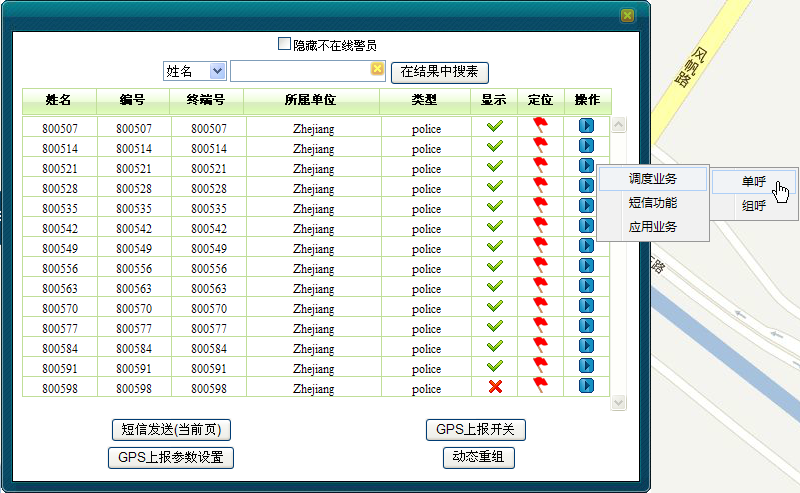 隐藏不在线警员
姓名 在结果中搜素
姓名 编号 终端号 所属单位 类型 显示 定位 操作
800507 800507 800507 Zhejiang police
800514 800514 800514 Zhejiang police
800521 800521 800521 Zhejiang police
800528 800528 800528 Zhejiang police
800535 800535 800535 Zhejiang police
800542 800542 800542 Zhejiang police
800549 800549 800549 Zhejiang police
800556 800556 800556 Zhejiang police
800563 800563 800563 Zhejiang police
800570 800570 800570 Zhejiang police
800577 800577 800577 Zhejiang police
800584 800584 800584 Zhejiang police
800591 800591 800591 Zhejiang police
800598 800598 800598 Zhejiang police
短信发送(当前页) GPS上报开关
GPS上报参数设置 动态重组
调度业务
短信功能
应用业务
单呼
组呼
风帆路
路